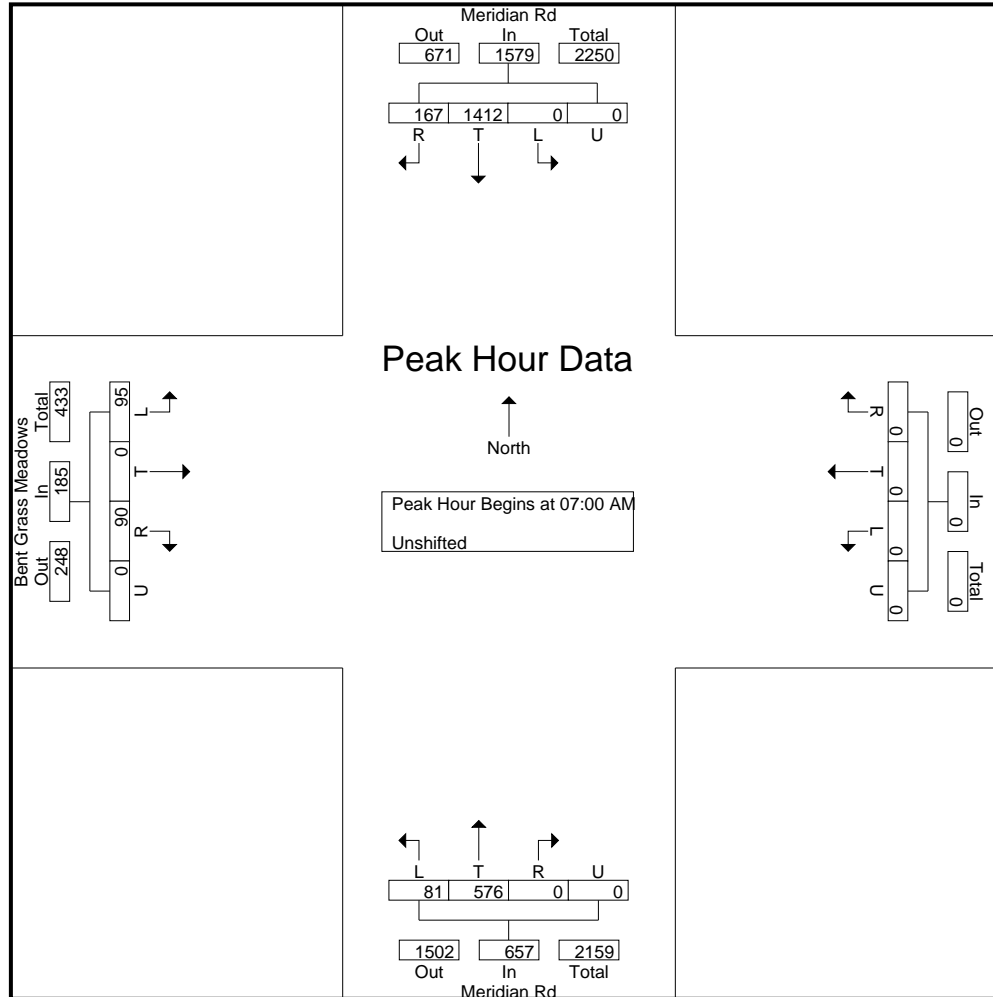 Meridian Rd
Out In Total
671 1579 2250
167 1412 0 0
R T L U
Peak Hour Data
North
Peak Hour Begins at 07:00 AM
Unshifted
Bent Grass Meadows
Total In Out
433 185 248
95 0 90 0
L T R U
R T L U
0 0 0 0
Out In Total
0 0 0
L T R U
81 576 0 0
1502 657 2159
Out In Total
Meridian Rd